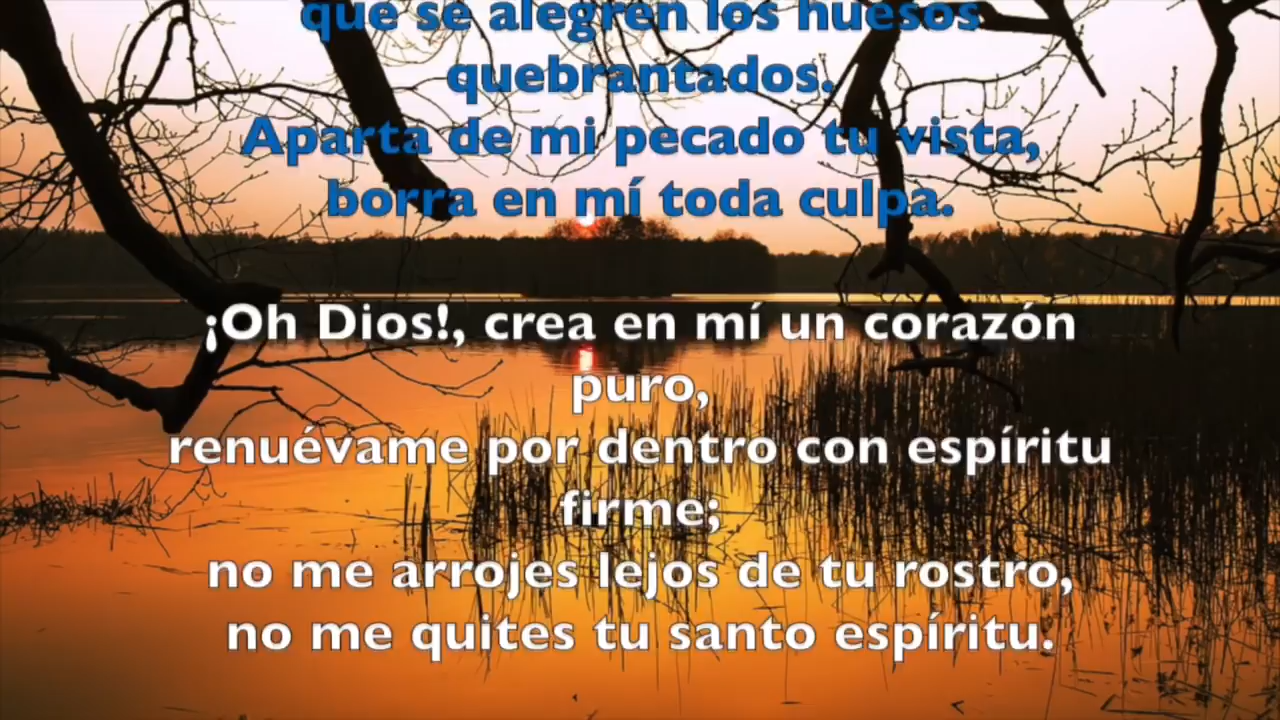 que se alegren los huesos
quebrantados.
Aparta de mi pecado tu vista,
borra en mí toda culpa.
¡Oh Dios!, crea en mí un corazón
puro,
renuévame por dentro con espíritu
firme;
no me arrojes lejos de tu rostro,
no me quites tu santo espíritu.